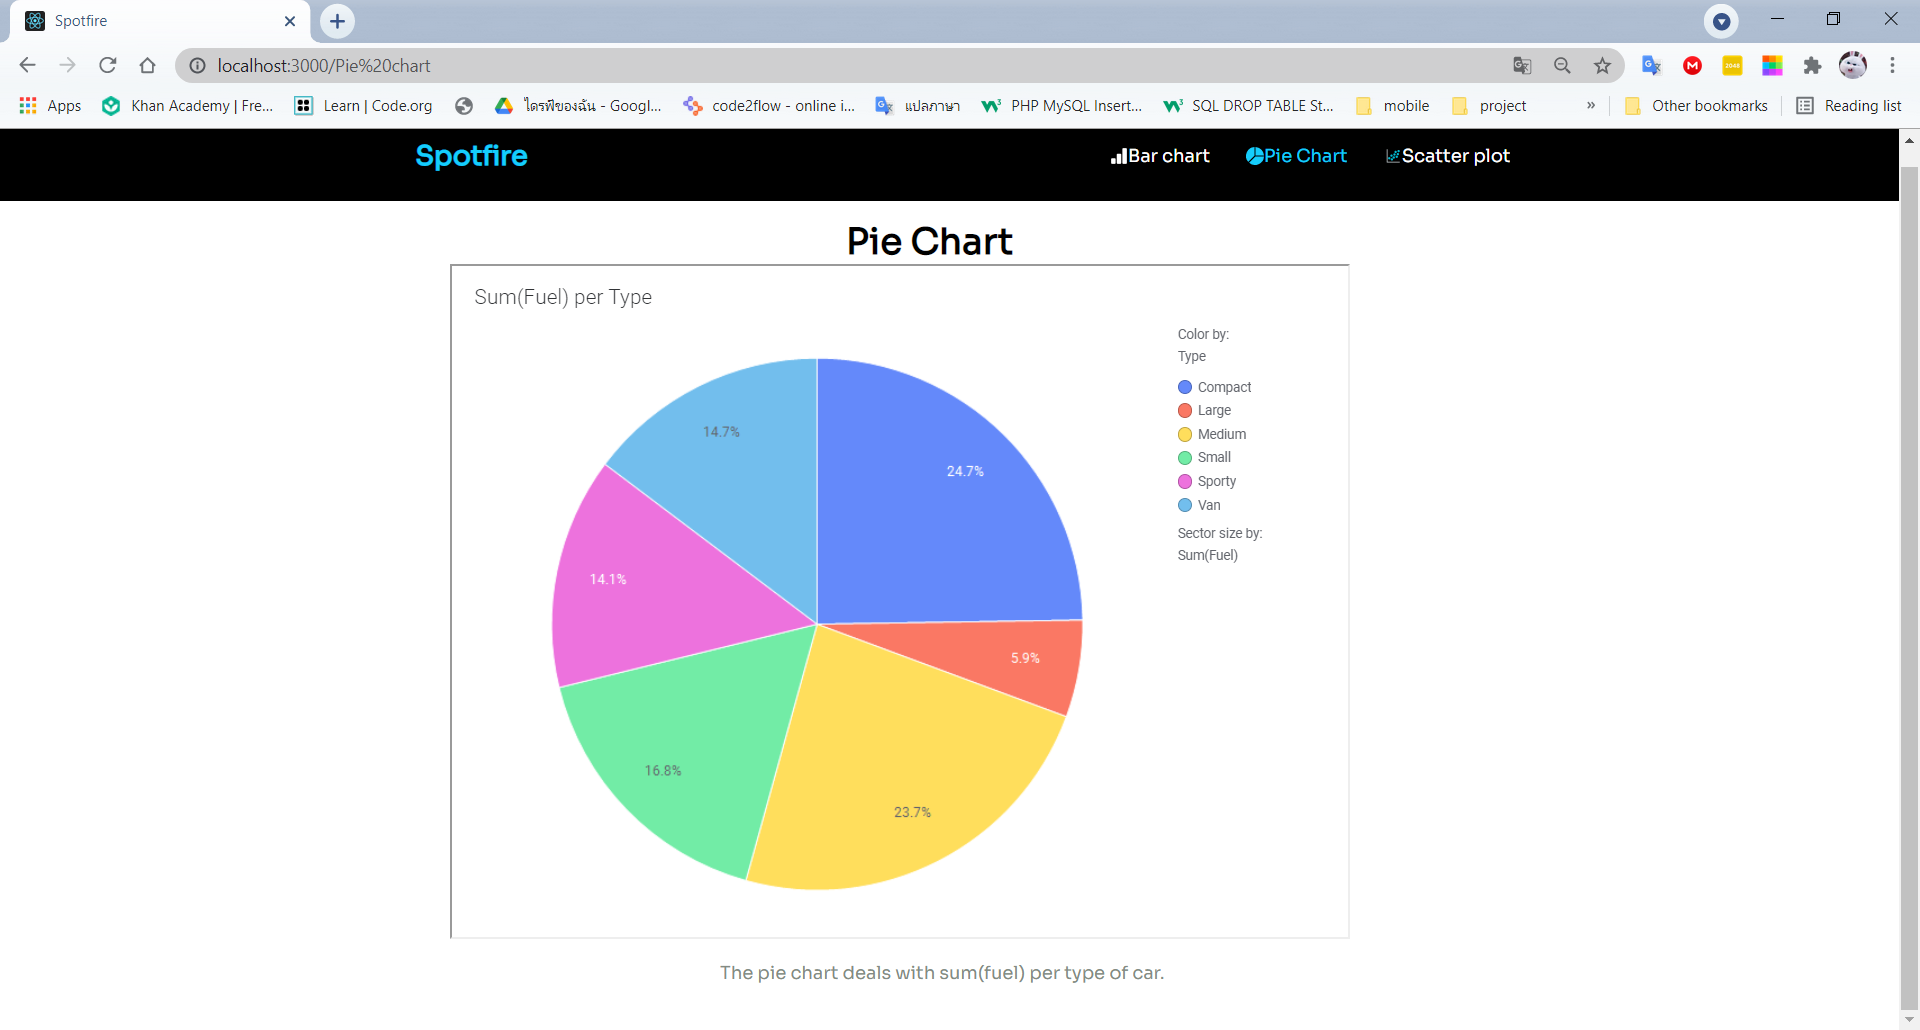 Spotfire
localhost:3000/Pie%20chart
Apps Khan Academy | Fre... Learn | Code.org ไดรฟ์ของฉัน - Googl... code2flow - online i... แปลภาษา PHP MySQL Insert... SQL DROP TABLE St... mobile project » Other bookmarks Reading list
Spotfire Bar chart Pie Chart Scatter plot
Pie Chart
Sum(Fuel) per Type
Color by:
Type
Compact
Large
Medium
Small
Sporty
Van
Sector size by:
Sum(Fuel)
14.7%
24.7%
14.1%
5.9%
16.8%
23.7%
The pie chart deals with sum(fuel) per type of car.